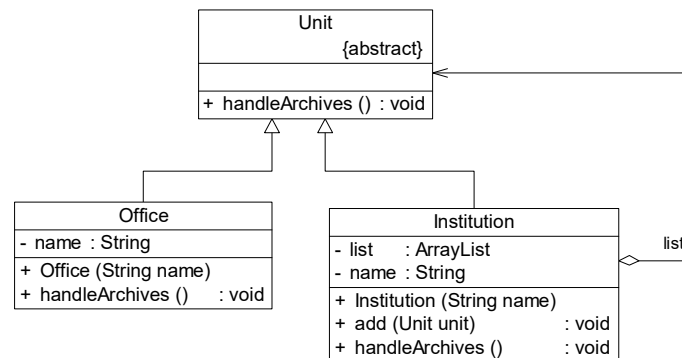 Unit
{abstract}
+ handleArchives () : void
Office
- name : String
+ Office (String name)
+ handleArchives () : void
Institution
- list : ArrayList
- name : String
+ Institution (String name)
+ add (Unit unit) : void
+ handleArchives () : void
list